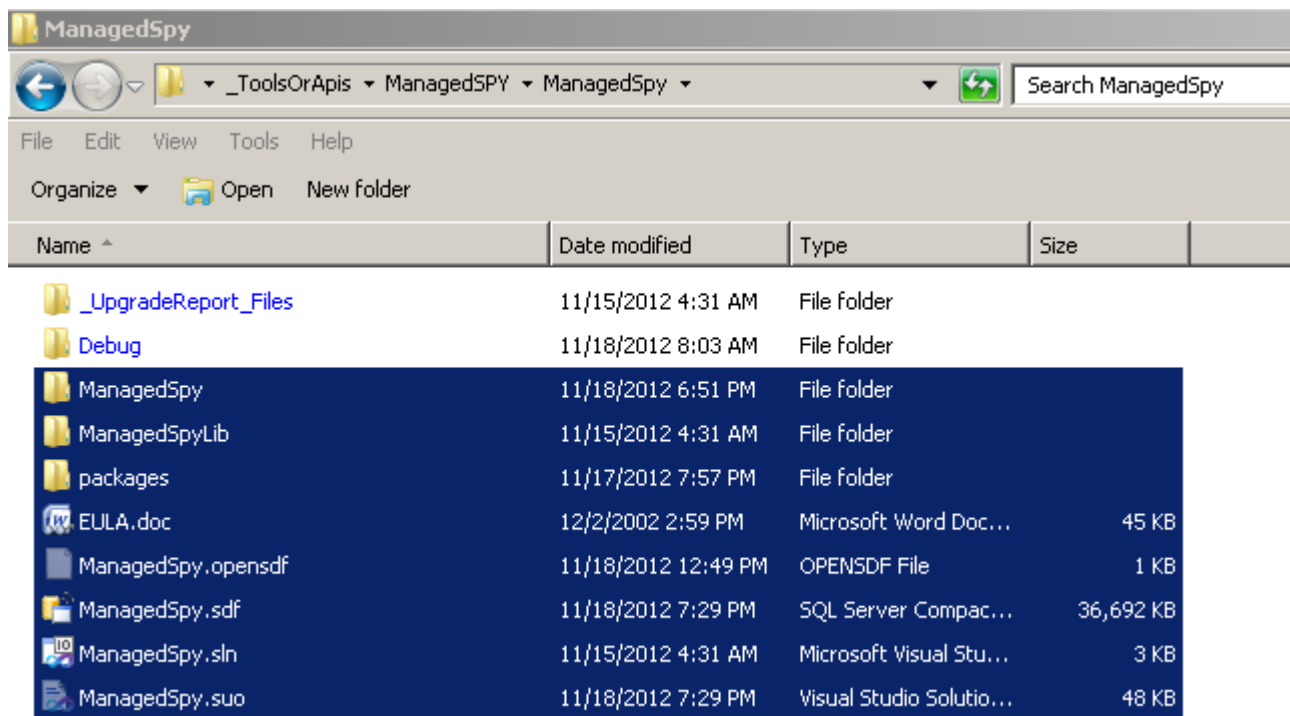 ManagedSpy
_ToolsOrApis ManagedSPY ManagedSpy Search ManagedSpy
File Edit View Tools Help
Organize Open New folder
Name Date modified Type Size
_UpgradeReport_Files 11/15/2012 4:31 AM File folder
Debug 11/18/2012 8:03 AM File folder
ManagedSpy 11/18/2012 6:51 PM File folder
ManagedSpyLib 11/15/2012 4:31 AM File folder
packages 11/17/2012 7:57 PM File folder
EULA.doc 12/2/2002 2:59 PM Microsoft Word Doc... 45 KB
ManagedSpy.opensdf 11/18/2012 12:49 PM OPENSDF File 1 KB
ManagedSpy.sdf 11/18/2012 7:29 PM SQL Server Compac... 36,692 KB
ManagedSpy.sln 11/15/2012 4:31 AM Microsoft Visual Stu... 3 KB
ManagedSpy.suo 11/18/2012 7:29 PM Visual Studio Solutio... 48 KB